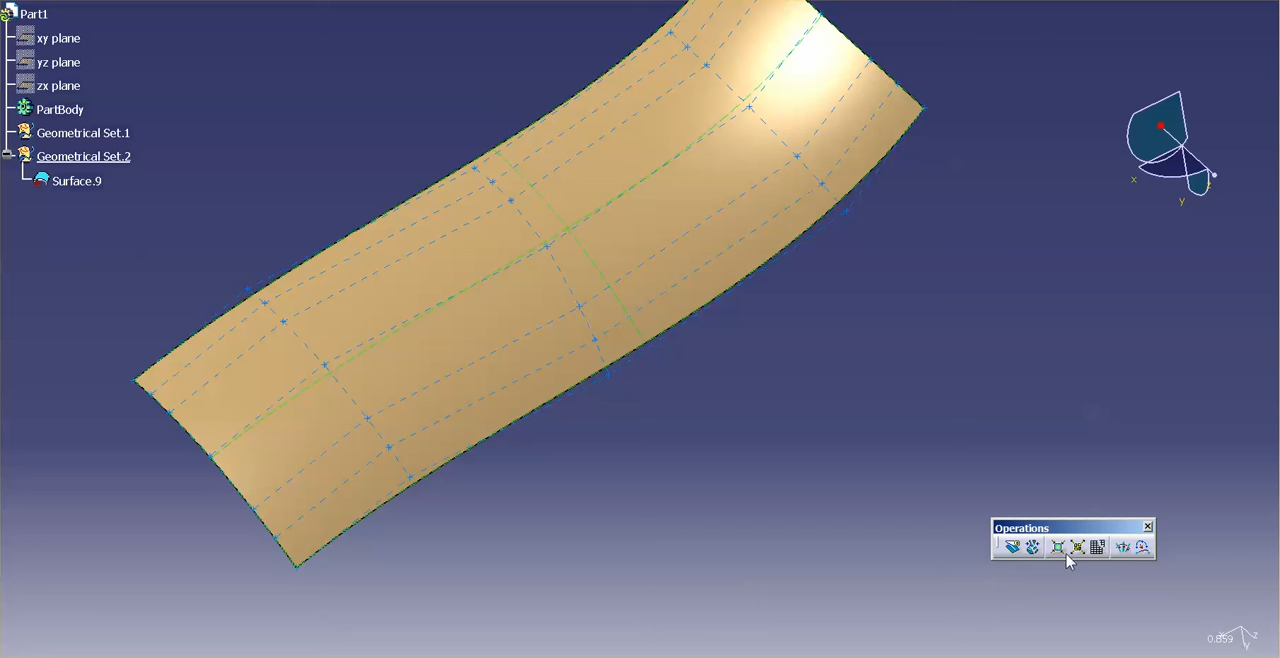 Part1
xy plane
yz plane
zx plane
PartBody
Geometrical Set.1
Geometrical Set.2
Surface.9
x
y
Operations
0.859
z
y